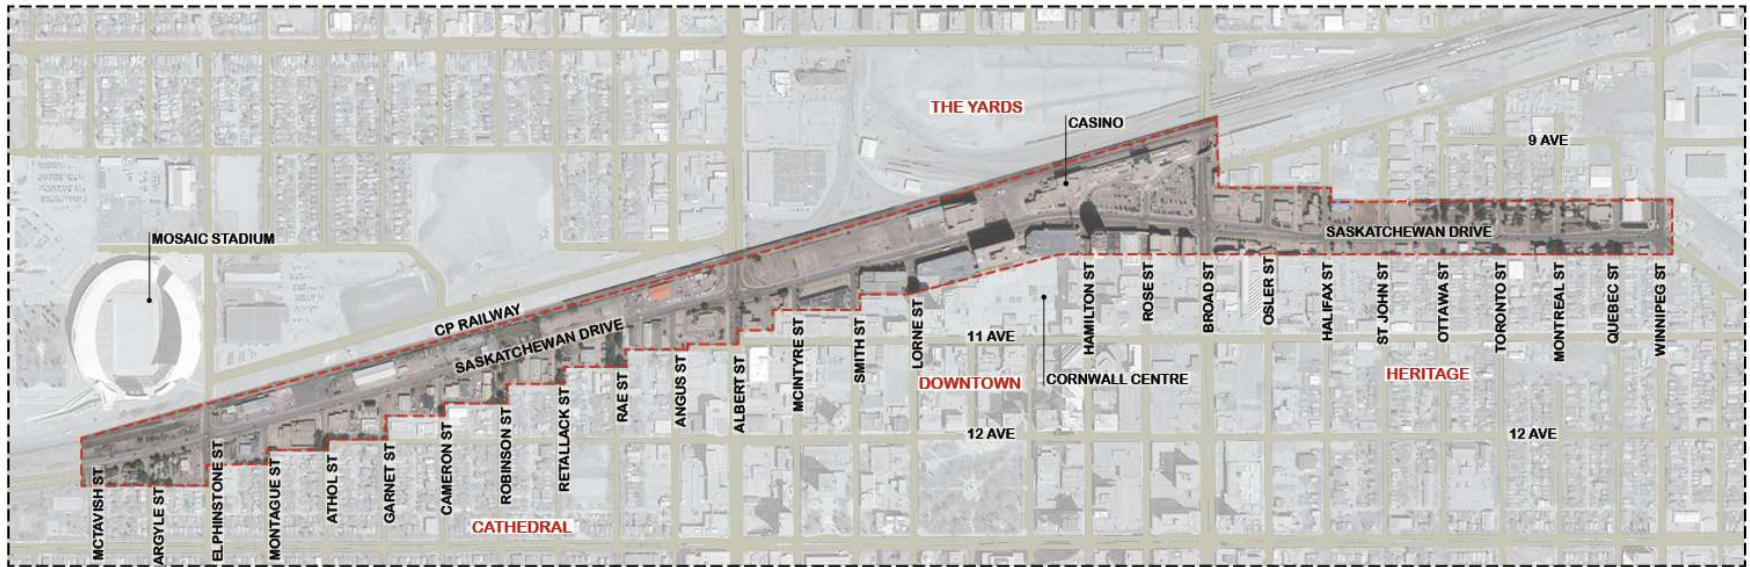 THE YARDS
CASINO
9 AVE
MOSAIC STADIUM
SASKATCHEWAN DRIVE
CP RAILWAY
SASKATCHEWAN DRIVE
11 AVE
DOWNTOWN
CORNWALL CENTRE
HERITAGE
12 AVE
12 AVE
CATHEDRAL
MCTAVISH ST
ARGYLE ST
ELPHINSTONE ST
MONTAGUE ST
ATHOL ST
GARNET ST
CAMERON ST
ROBINSON ST
RETALLACK ST
RAE ST
ANGUS ST
ALBERT ST
MCINTYRE ST
SMITH ST
LORNE ST
HAMILTON ST
ROSE ST
BROAD ST
OSLER ST
HALIFAX ST
ST JOHN ST
OTTAWA ST
TORONTO ST
MONTREAL ST
QUEBEC ST
WINNIPEG ST